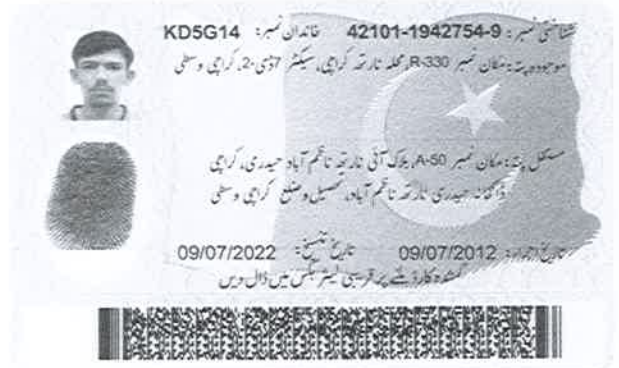 شناختی نمبر: 42101-1942754-9 خاندان نمبر: KD5G14
موجودہ پتہ: مکان نمبر R-330، محلہ نارتھ کراچی، سیکٹر 7ڈی-2، کراچی وسطی
مستقل پتہ: مکان نمبر A-50، بلاک آئی نارتھ ناظم آباد حیدری، کراچی
ڈاکخانہ حیدری نارتھ ناظم آباد، تحصیل و ضلع کراچی وسطی
تاریخ اجراء: 09/07/2012 تاریخ تنسیخ: 09/07/2022
گمشدہ کارڈ ملنے پر قریبی لیٹر بکس میں ڈال دیں